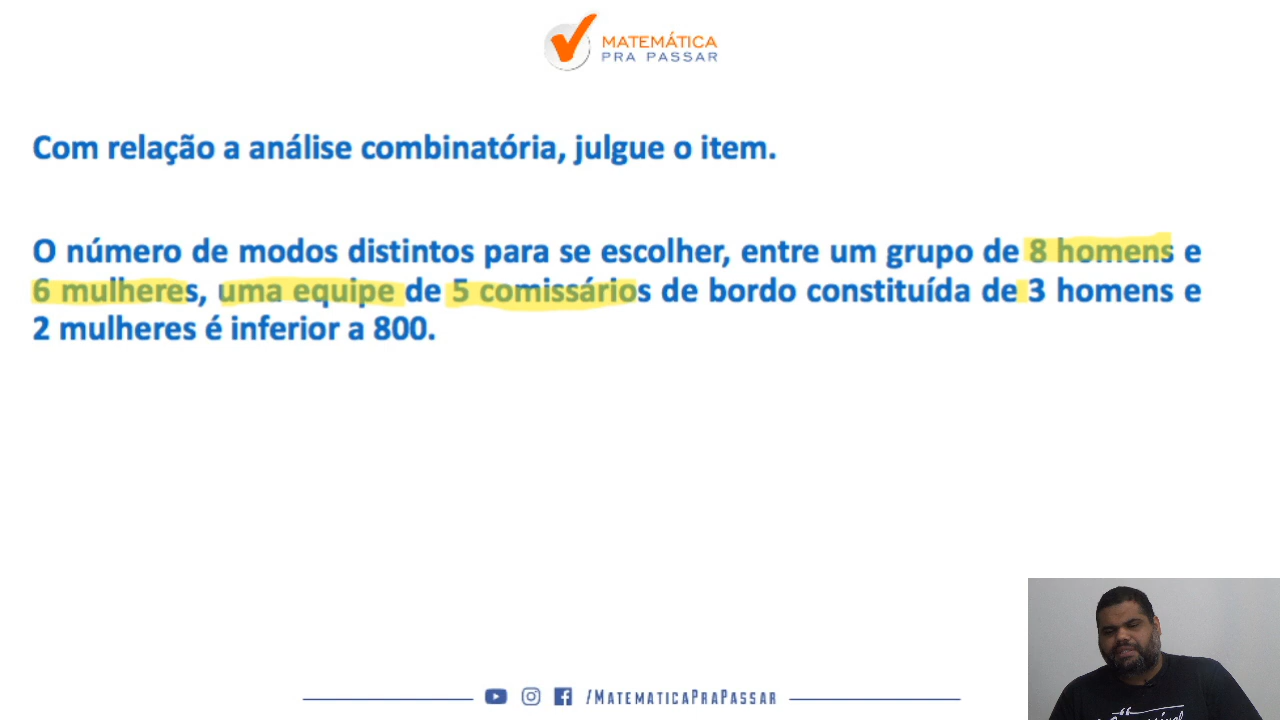 MATEMÁTICA
PRA PASSAR
Com relação a análise combinatória, julgue o item.
O número de modos distintos para se escolher, entre um grupo de 8 homens e
6 mulheres, uma equipe de 5 comissários de bordo constituída de 3 homens e
2 mulheres é inferior a 800.
/MATEMATICAPRAPASSAR